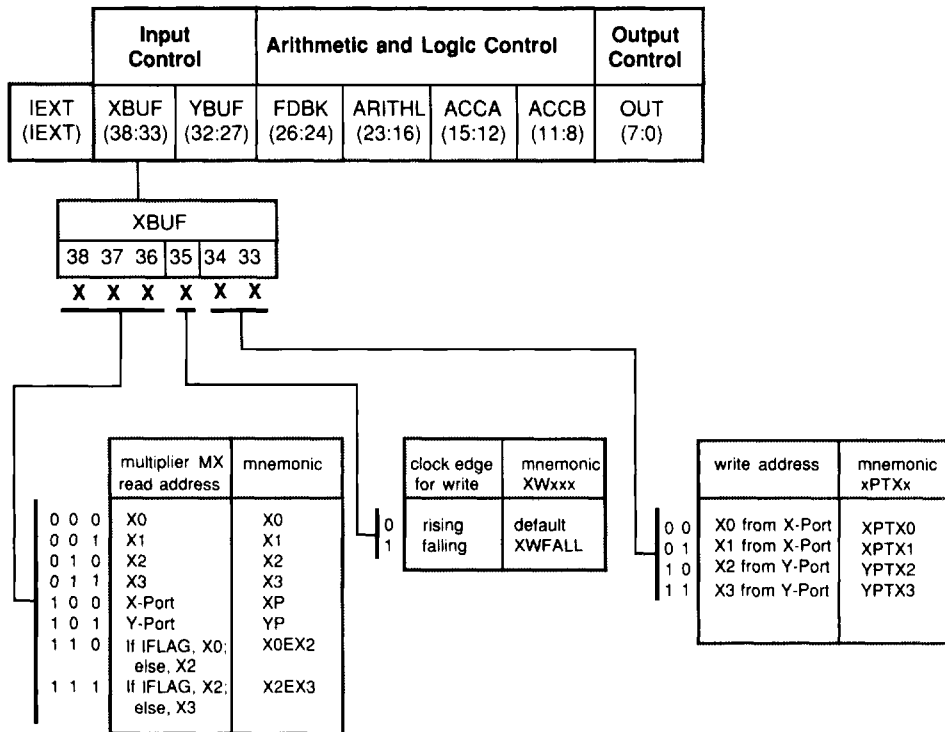 Input Control Arithmetic and Logic Control Output Control
IEXT XBUF YBUF FDBK ARITHL ACCA ACCB OUT
(IEXT) (38:33) (32:27) (26:24) (23:16) (15:12) (11:8) (7:0)
XBUF
38 37 36 35 34 33
X X X X X X
multiplier MX read address mnemonic
0 0 0 X0 X0
0 0 1 X1 X1
0 1 0 X2 X2
0 1 1 X3 X3
1 0 0 X-Port XP
1 0 1 Y-Port YP
1 1 0 If IFLAG, X0; else, X2 X0EX2
1 1 1 If IFLAG, X2; else, X3 X2EX3
clock edge for write mnemonic XWxxx
0 rising default
1 falling XWFALL
write address mnemonic xPTXx
0 0 X0 from X-Port XPTX0
0 1 X1 from X-Port XPTX1
1 0 X2 from Y-Port YPTX2
1 1 X3 from Y-Port YPTX3